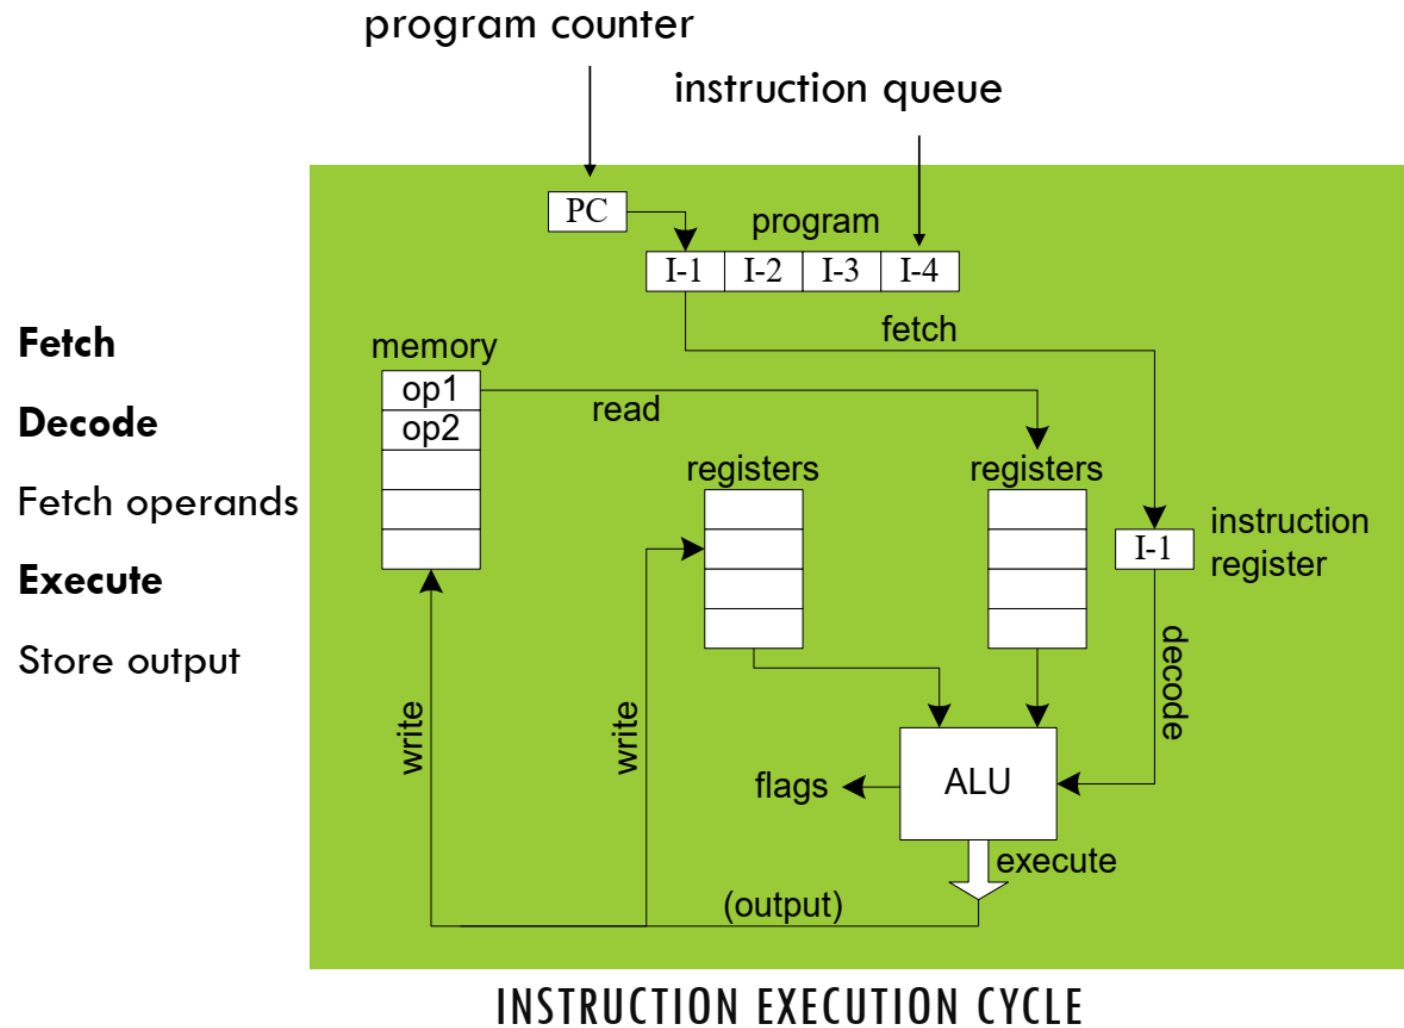 program counter
instruction queue
PC
program
I-1 I-2 I-3 I-4
fetch
Fetch
Decode
Fetch operands
Execute
Store output
memory
op1
op2
read
registers
registers
I-1
instruction
register
decode
write
write
flags
ALU
execute
(output)
INSTRUCTION EXECUTION CYCLE